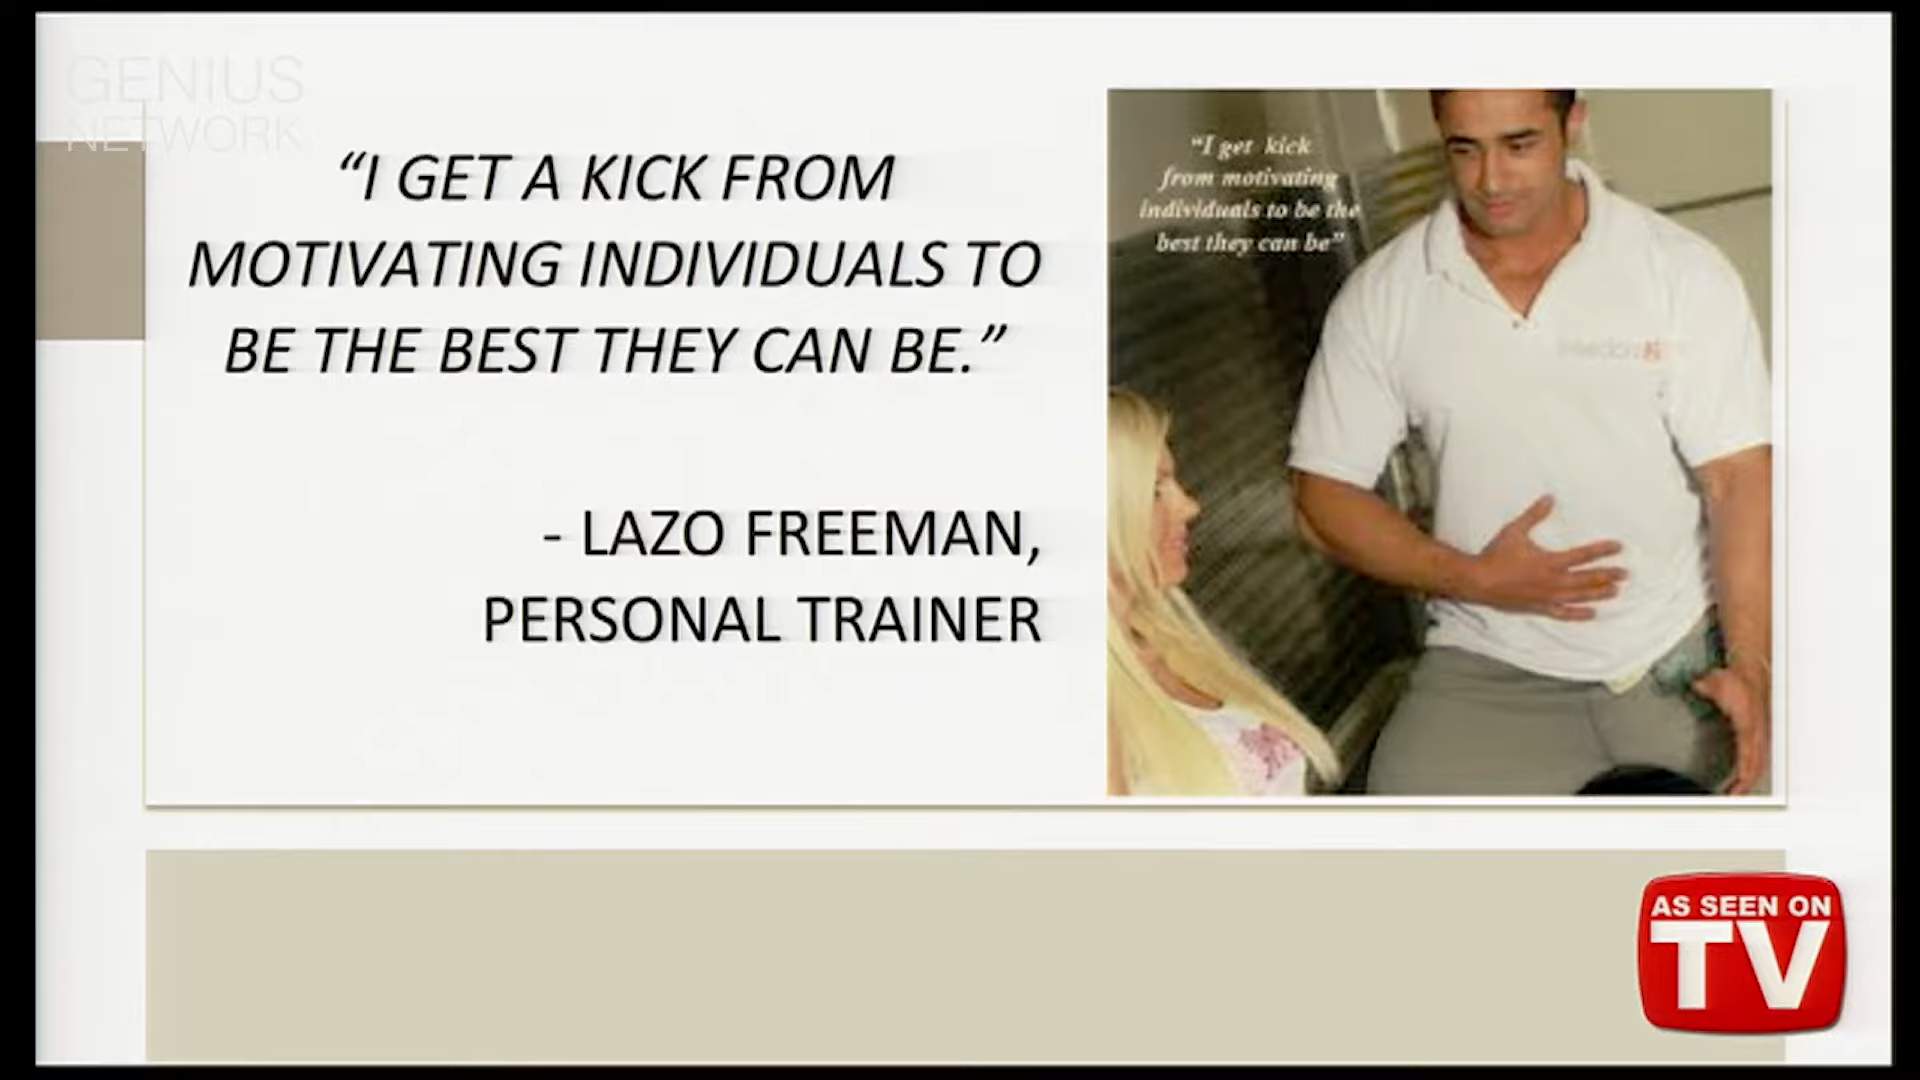 GENIUS
NETWORK
“I GET A KICK FROM
MOTIVATING INDIVIDUALS TO
BE THE BEST THEY CAN BE.”
- LAZO FREEMAN,
PERSONAL TRAINER
“I get kick
from motivating
individuals to be the
best they can be”
AS SEEN ON
TV